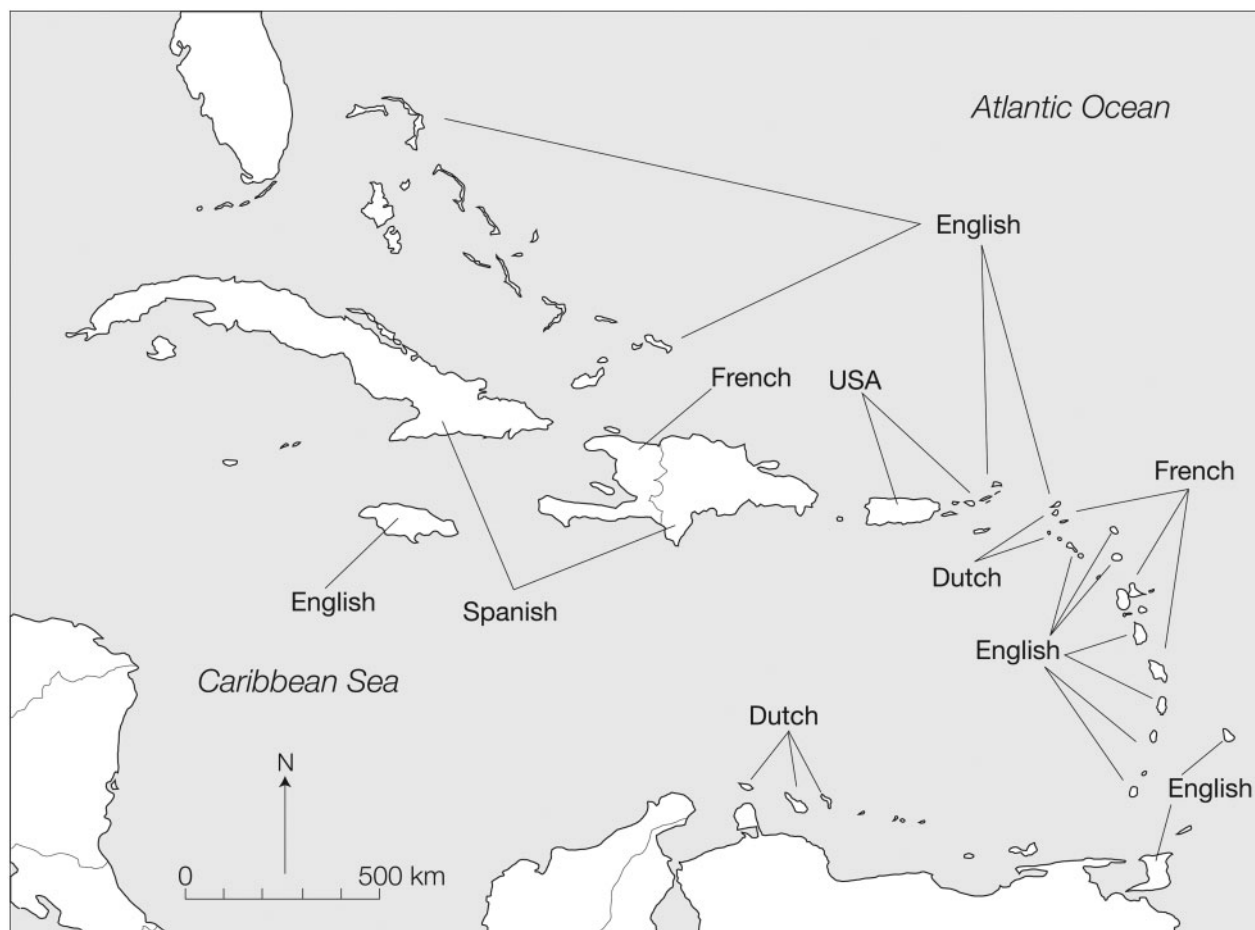 Atlantic Ocean
English
French
USA
French
English
Spanish
Dutch
English
Caribbean Sea
Dutch
N
English
0
500 km